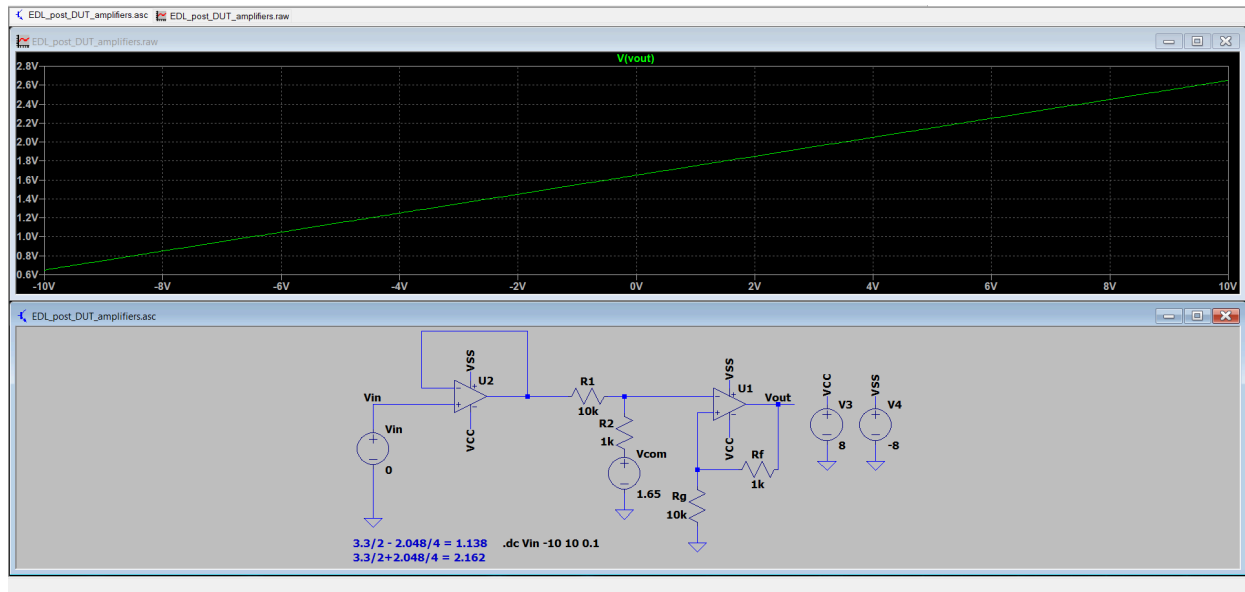 EDL_post_DUT_amplifiers.asc EDL_post_DUT_amplifiers.raw
EDL_post_DUT_amplifiers.raw
V(vout)
2.8V
2.6V
2.4V
2.2V
2.0V
1.8V
1.6V
1.4V
1.2V
1.0V
0.8V
0.6V
-10V -8V -6V -4V -2V 0V 2V 4V 6V 8V 10V
EDL_post_DUT_amplifiers.asc
VSS
U2
VCC
Vin
Vin
0
R1
10k
R2
1k
Vcom
1.65
VSS
U1
VCC
Vout
Rf
1k
Rg
10k
VCC
V3
8
VSS
V4
-8
3.3/2 - 2.048/4 = 1.138 .dc Vin -10 10 0.1
3.3/2+2.048/4 = 2.162